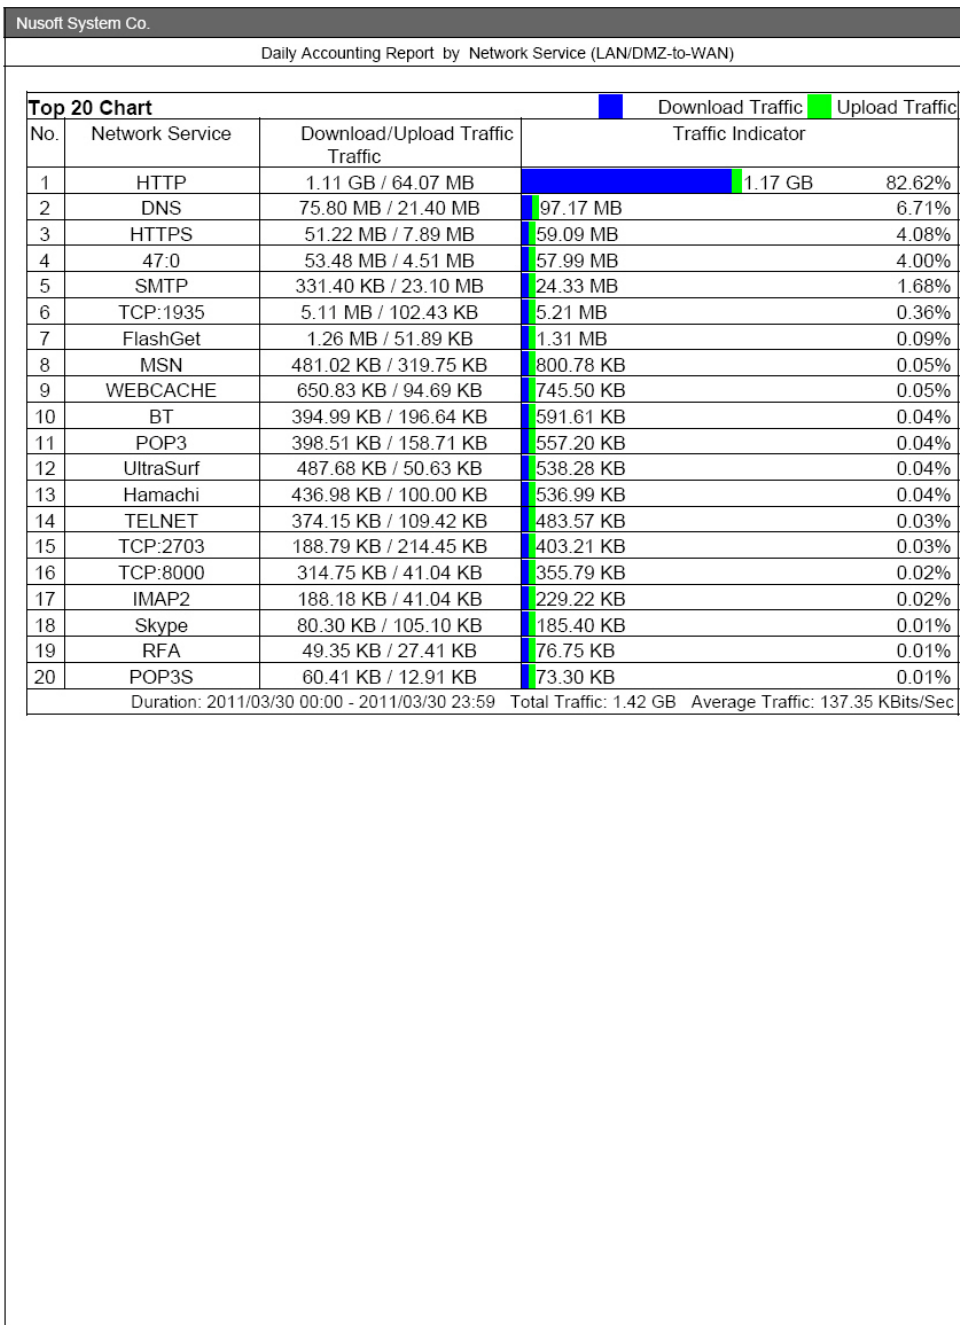 Nusoft System Co.
Daily Accounting Report by Network Service (LAN/DMZ-to-WAN)
Top 20 Chart Download Traffic Upload Traffic
No. Network Service Download/Upload Traffic Traffic Indicator
Traffic
1 HTTP 1.11 GB / 64.07 MB 1.17 GB 82.62%
2 DNS 75.80 MB / 21.40 MB 97.17 MB 6.71%
3 HTTPS 51.22 MB / 7.89 MB 59.09 MB 4.08%
4 47:0 53.48 MB / 4.51 MB 57.99 MB 4.00%
5 SMTP 331.40 KB / 23.10 MB 24.33 MB 1.68%
6 TCP:1935 5.11 MB / 102.43 KB 5.21 MB 0.36%
7 FlashGet 1.26 MB / 51.89 KB 1.31 MB 0.09%
8 MSN 481.02 KB / 319.75 KB 800.78 KB 0.05%
9 WEBCACHE 650.83 KB / 94.69 KB 745.50 KB 0.05%
10 BT 394.99 KB / 196.64 KB 591.61 KB 0.04%
11 POP3 398.51 KB / 158.71 KB 557.20 KB 0.04%
12 UltraSurf 487.68 KB / 50.63 KB 538.28 KB 0.04%
13 Hamachi 436.98 KB / 100.00 KB 536.99 KB 0.04%
14 TELNET 374.15 KB / 109.42 KB 483.57 KB 0.03%
15 TCP:2703 188.79 KB / 214.45 KB 403.21 KB 0.03%
16 TCP:8000 314.75 KB / 41.04 KB 355.79 KB 0.02%
17 IMAP2 188.18 KB / 41.04 KB 229.22 KB 0.02%
18 Skype 80.30 KB / 105.10 KB 185.40 KB 0.01%
19 RFA 49.35 KB / 27.41 KB 76.75 KB 0.01%
20 POP3S 60.41 KB / 12.91 KB 73.30 KB 0.01%
Duration: 2011/03/30 00:00 - 2011/03/30 23:59 Total Traffic: 1.42 GB Average Traffic: 137.35 KBits/Sec